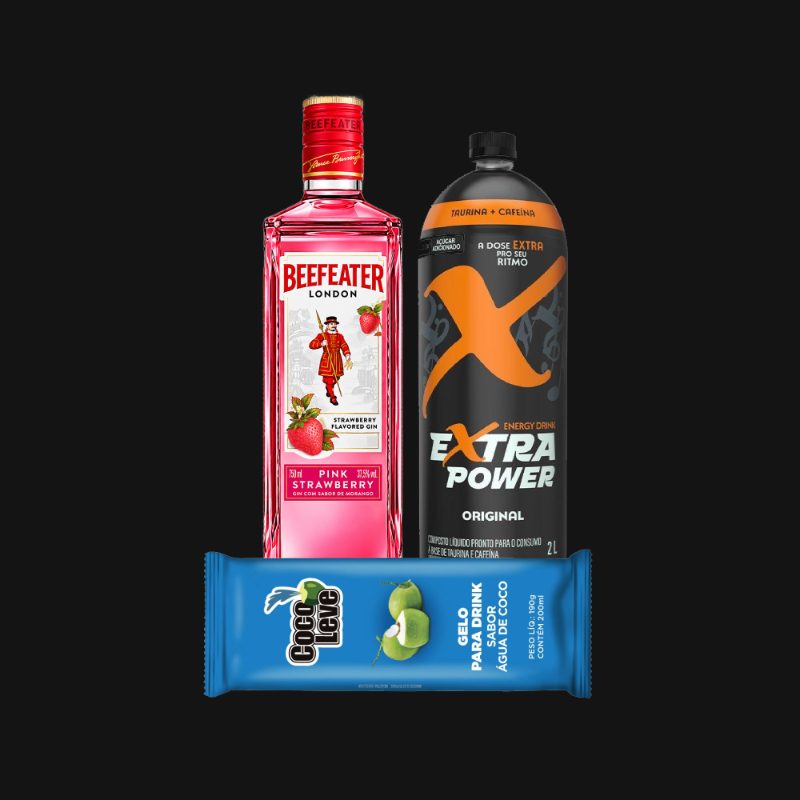 BEEFEATER
BEEFEATER
LONDON
STRAWBERRY
FLAVORED GIN
PINK
STRAWBERRY
GIN COM SABOR DE MORANGO
37,5% vol.
TAURINA + CAFEÍNA
AÇÚCAR
ADICIONADO
A DOSE EXTRA
PRO SEU
RITMO
ENERGY DRINK
EXTRA
POWER
ORIGINAL
COMPOSTO LÍQUIDO PRONTO PARA O CONSUMO
À BASE DE TAURINA E CAFEÍNA
2 L
Coco
Leve
GELO
PARA DRINK
SABOR
ÁGUA DE COCO
PESO LÍQ.: 190g
CONTÉM 200ml